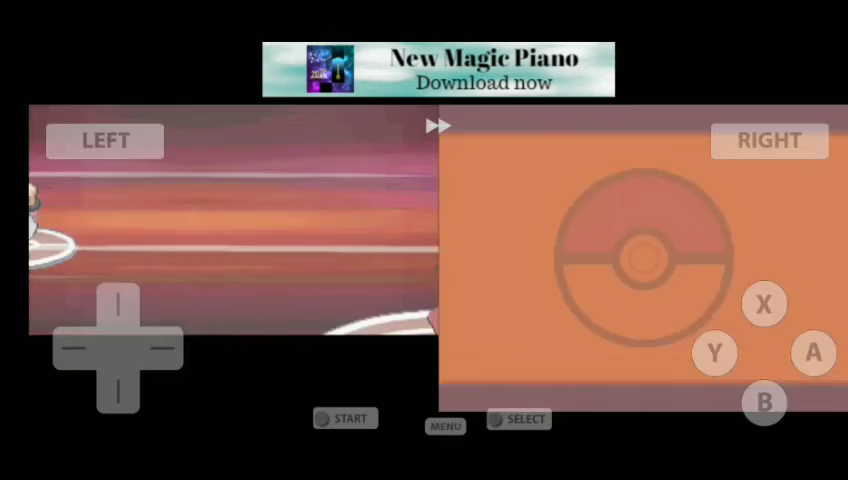 New Magic Piano
Download now
LEFT
RIGHT
X
Y
A
B
START
MENU
SELECT